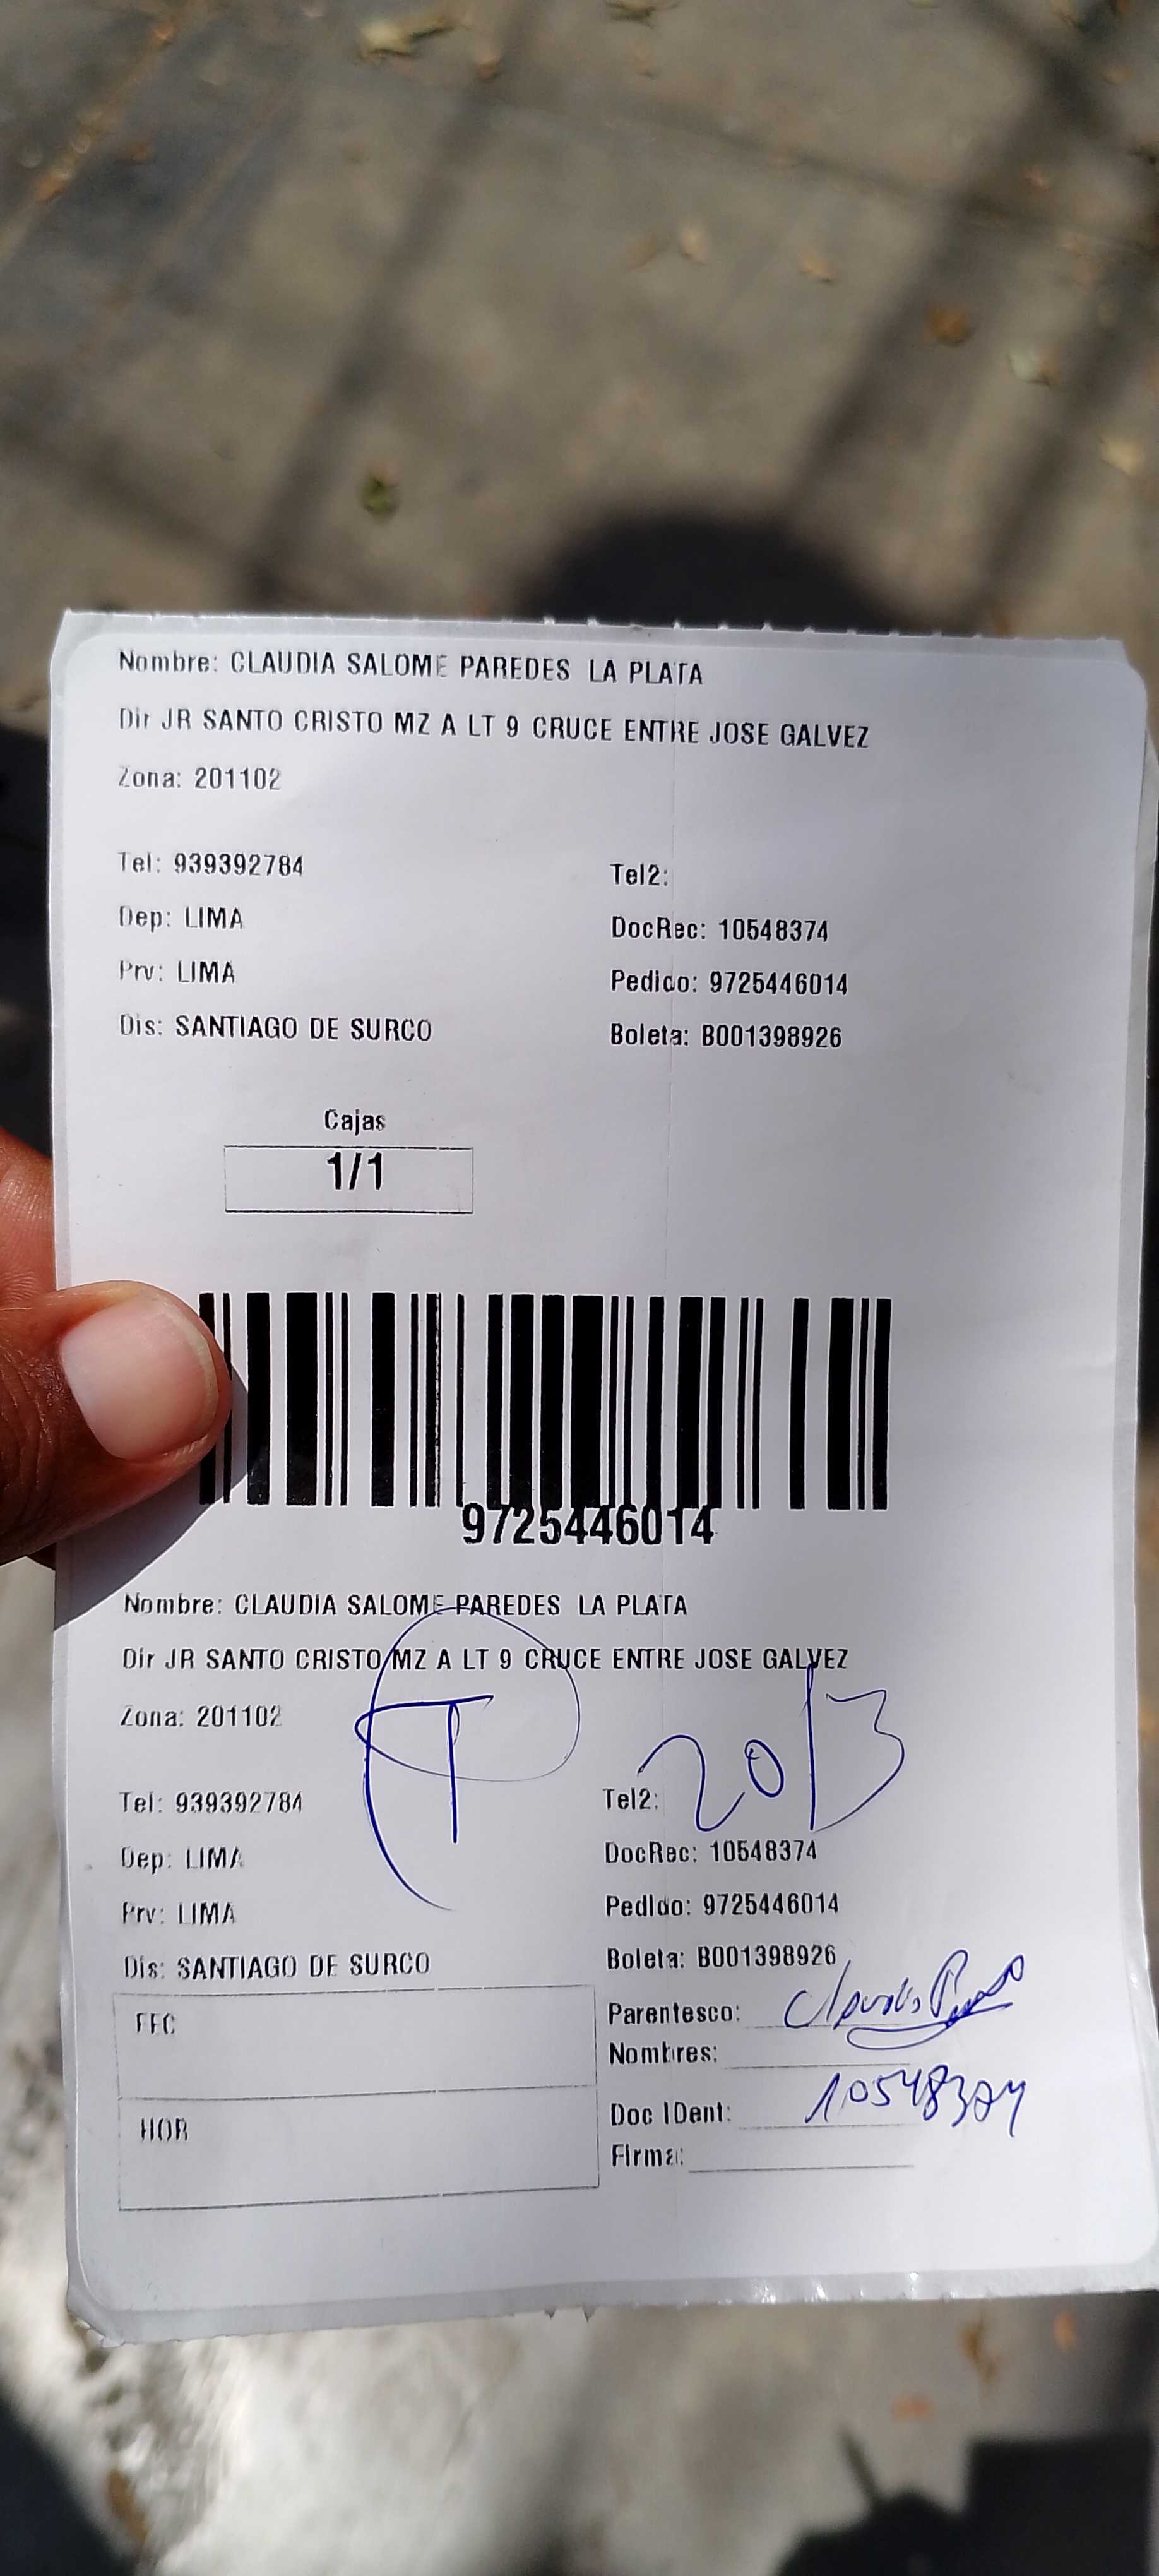 Nombre: CLAUDIA SALOME PAREDES LA PLATA
Dir JR SANTO CRISTO MZ A LT 9 CRUCE ENTRE JOSE GALVEZ
Zona: 201102
Tel: 939392784
Tel2:
Dep: LIMA
DocRec: 10548374
Prv: LIMA
Pedido: 9725446014
Dis: SANTIAGO DE SURCO
Boleta: B001398926
Cajas
1/1
9725446014
Nombre: CLAUDIA SALOME PAREDES LA PLATA
Dir JR SANTO CRISTO MZ A LT 9 CRUCE ENTRE JOSE GALVEZ
Zona: 201102
T
20/3
Tel: 939392784
Tel2:
Dep: LIMA
DocRec: 10548374
Prv: LIMA
Pedido: 9725446014
Dis: SANTIAGO DE SURCO
Boleta: B001398926
FEC
Parentesco: Claudia
Nombres:
HOR
Doc IDent: 10548374
Firma: